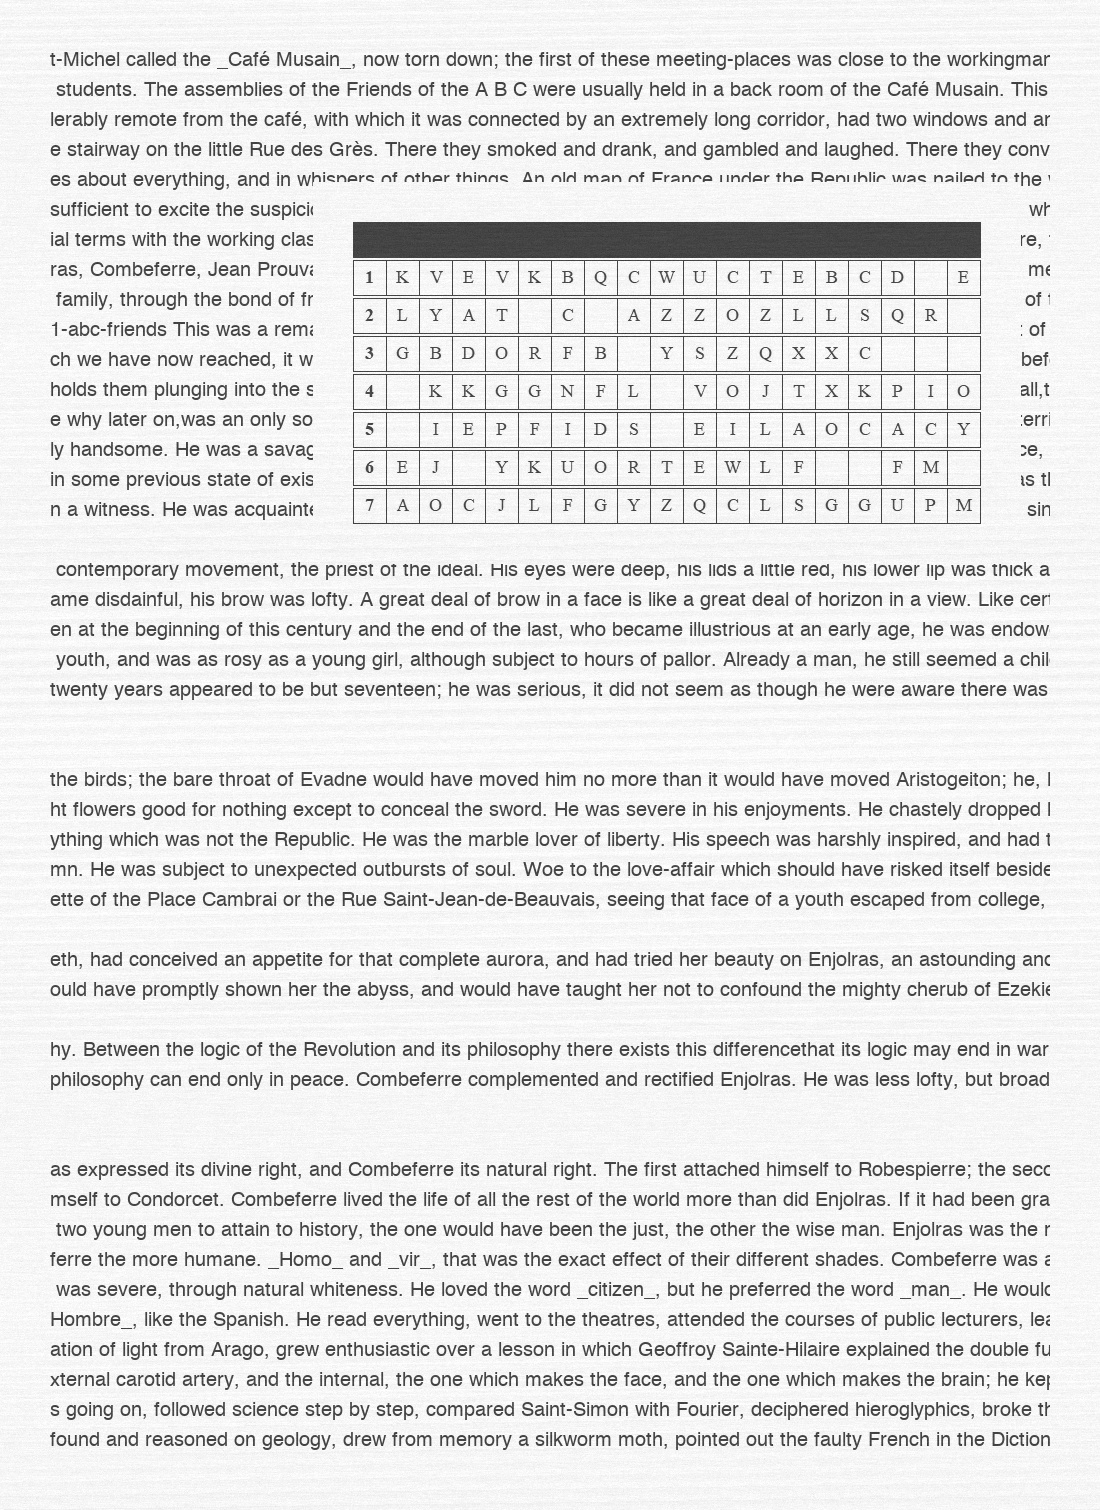 t-Michel called the _Café Musain_, now torn down; the first of these meeting-places was close to the workingmar
students. The assemblies of the Friends of the A B C were usually held in a back room of the Café Musain. This
lerably remote from the café, with which it was connected by an extremely long corridor, had two windows and ar
e stairway on the little Rue des Grès. There they smoked and drank, and gambled and laughed. There they conv
es about everything, and in whispers of other things. An old map of France under the Republic was nailed to the
sufficient to excite the suspici
ial terms with the working clas
ras, Combeferre, Jean Prouva
family, through the bond of fr
1-abc-friends This was a rema
ch we have now reached, it w
holds them plunging into the s
e why later on,was an only so
ly handsome. He was a savag
in some previous state of exis
n a witness. He was acquainte
1 K V E V K B Q C W U C T E B C D E
2 L Y A T C A Z Z O Z L L S Q R
3 G B D O R F B Y S Z Q X X C
4 K K G G N F L V O J T X K P I O
5 I E P F I D S E I L A O C A C Y
6 E J Y K U O R T E W L F F M
7 A O C J L F G Y Z Q C L S G G U P M
wh
re,
me
of
of
befo
all,t
erri
ce,
as th
sin
contemporary movement, the priest of the ideal. His eyes were deep, his lids a little red, his lower lip was thick a
ame disdainful, his brow was lofty. A great deal of brow in a face is like a great deal of horizon in a view. Like cert
en at the beginning of this century and the end of the last, who became illustrious at an early age, he was endow
youth, and was as rosy as a young girl, although subject to hours of pallor. Already a man, he still seemed a chil
twenty years appeared to be but seventeen; he was serious, it did not seem as though he were aware there was
the birds; the bare throat of Evadne would have moved him no more than it would have moved Aristogeiton; he, l
ht flowers good for nothing except to conceal the sword. He was severe in his enjoyments. He chastely dropped l
ything which was not the Republic. He was the marble lover of liberty. His speech was harshly inspired, and had t
mn. He was subject to unexpected outbursts of soul. Woe to the love-affair which should have risked itself beside
ette of the Place Cambrai or the Rue Saint-Jean-de-Beauvais, seeing that face of a youth escaped from college,
eth, had conceived an appetite for that complete aurora, and had tried her beauty on Enjolras, an astounding and
ould have promptly shown her the abyss, and would have taught her not to confound the mighty cherub of Ezekie
hy. Between the logic of the Revolution and its philosophy there exists this differencethat its logic may end in war
philosophy can end only in peace. Combeferre complemented and rectified Enjolras. He was less lofty, but broad
as expressed its divine right, and Combeferre its natural right. The first attached himself to Robespierre; the seco
mself to Condorcet. Combeferre lived the life of all the rest of the world more than did Enjolras. If it had been gra
two young men to attain to history, the one would have been the just, the other the wise man. Enjolras was the r
ferre the more humane. _Homo_ and _vir_, that was the exact effect of their different shades. Combeferre was a
was severe, through natural whiteness. He loved the word _citizen_, but he preferred the word _man_. He would
Hombre_, like the Spanish. He read everything, went to the theatres, attended the courses of public lecturers, lea
ation of light from Arago, grew enthusiastic over a lesson in which Geoffroy Sainte-Hilaire explained the double fu
xternal carotid artery, and the internal, the one which makes the face, and the one which makes the brain; he kep
s going on, followed science step by step, compared Saint-Simon with Fourier, deciphered hieroglyphics, broke th
found and reasoned on geology, drew from memory a silkworm moth, pointed out the faulty French in the Diction